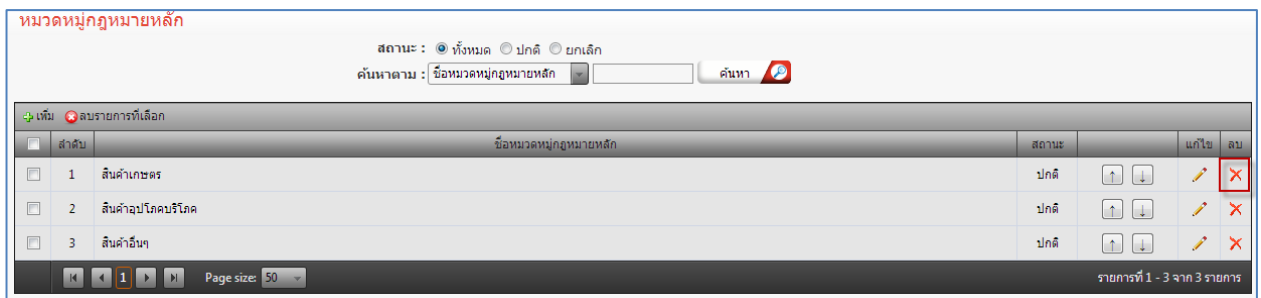 หมวดหมู่กฎหมายหลัก
สถานะ : ทั้งหมด ปกติ ยกเลิก
ค้นหาตาม : ชื่อหมวดหมู่กฎหมายหลัก ค้นหา
เพิ่ม ลบรายการที่เลือก
ลำดับ ชื่อหมวดหมู่กฎหมายหลัก สถานะ แก้ไข ลบ
1 สินค้าเกษตร ปกติ ↑ ↓
2 สินค้าอุปโภคบริโภค ปกติ ↑ ↓
3 สินค้าอื่นๆ ปกติ ↑ ↓
1 Page size: 50 รายการที่ 1 - 3 จาก 3 รายการ